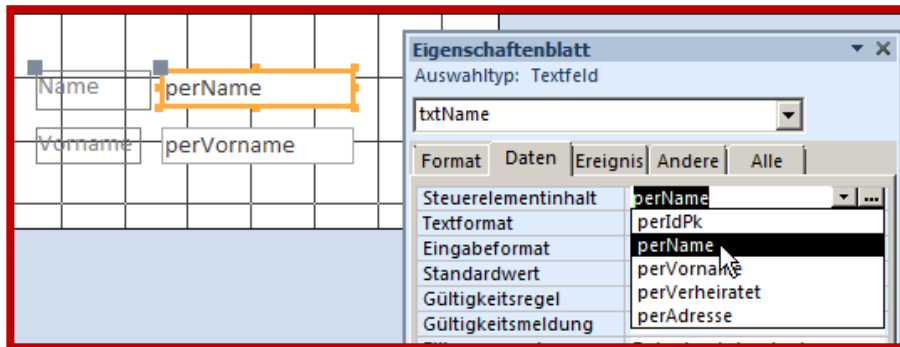 Name
perName
Vorname
perVorname
Eigenschaftenblatt
Auswahltyp: Textfeld
txtName
Format Daten Ereignis Andere Alle
Steuerelementinhalt perName ...
Textformat perIdPk
Eingabeformat perName
Standardwert perVorname
Gültigkeitsregel perVerheiratet
Gültigkeitsmeldung perAdresse